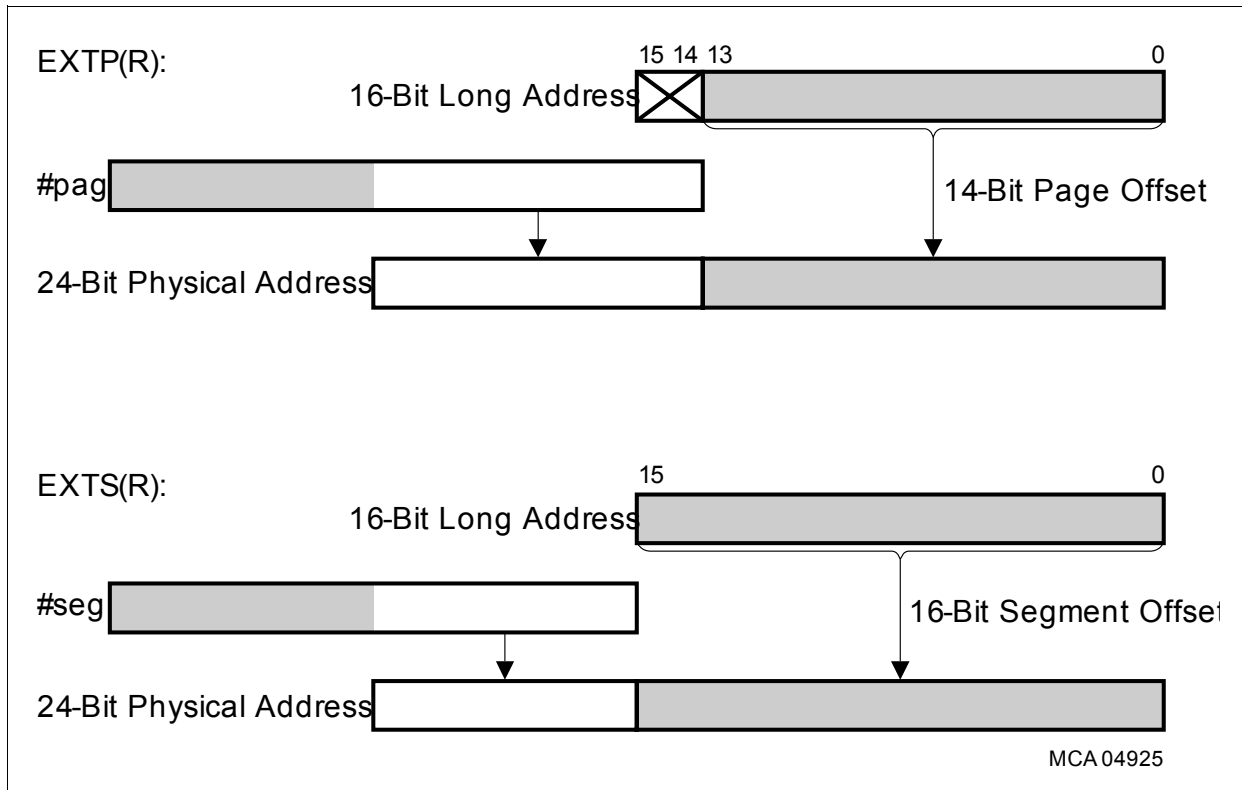 EXTP(R):
15 14 13 0
16-Bit Long Address
#pag
14-Bit Page Offset
24-Bit Physical Address
EXTS(R):
15 0
16-Bit Long Address
#seg
16-Bit Segment Offset
24-Bit Physical Address
MCA 04925